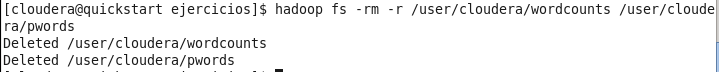 [cloudera@quickstart ejercicios]$ hadoop fs -rm -r /user/cloudera/wordcounts /user/cloude
ra/pwords
Deleted /user/cloudera/wordcounts
Deleted /user/cloudera/pwords